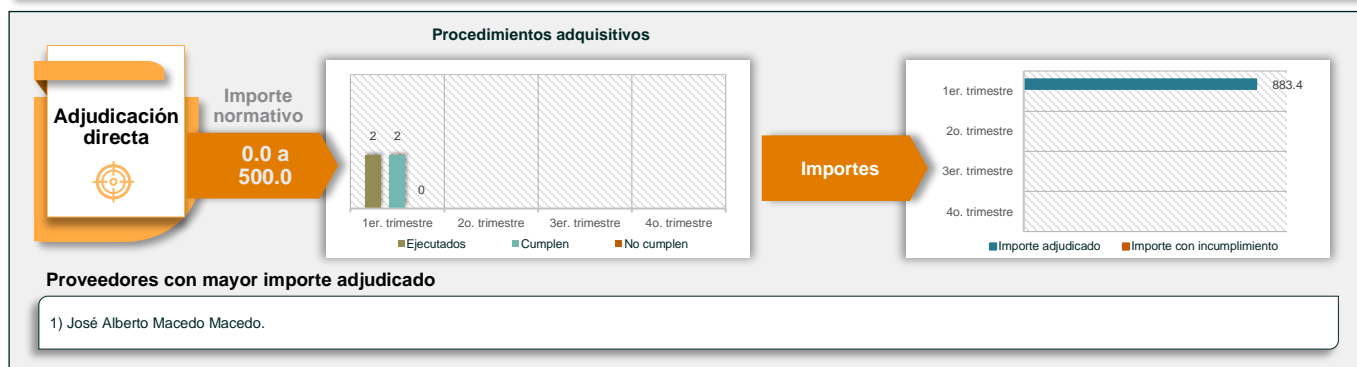 Procedimientos adquisitivos
Adjudicación
directa
Importe
normativo
0.0 a
500.0
2
2
0
1er. trimestre
2o. trimestre
3er. trimestre
4o. trimestre
Ejecutados
Cumplen
No cumplen
Importes
1er. trimestre
883.4
2o. trimestre
3er. trimestre
4o. trimestre
Importe adjudicado
Importe con incumplimiento
Proveedores con mayor importe adjudicado
1) José Alberto Macedo Macedo.